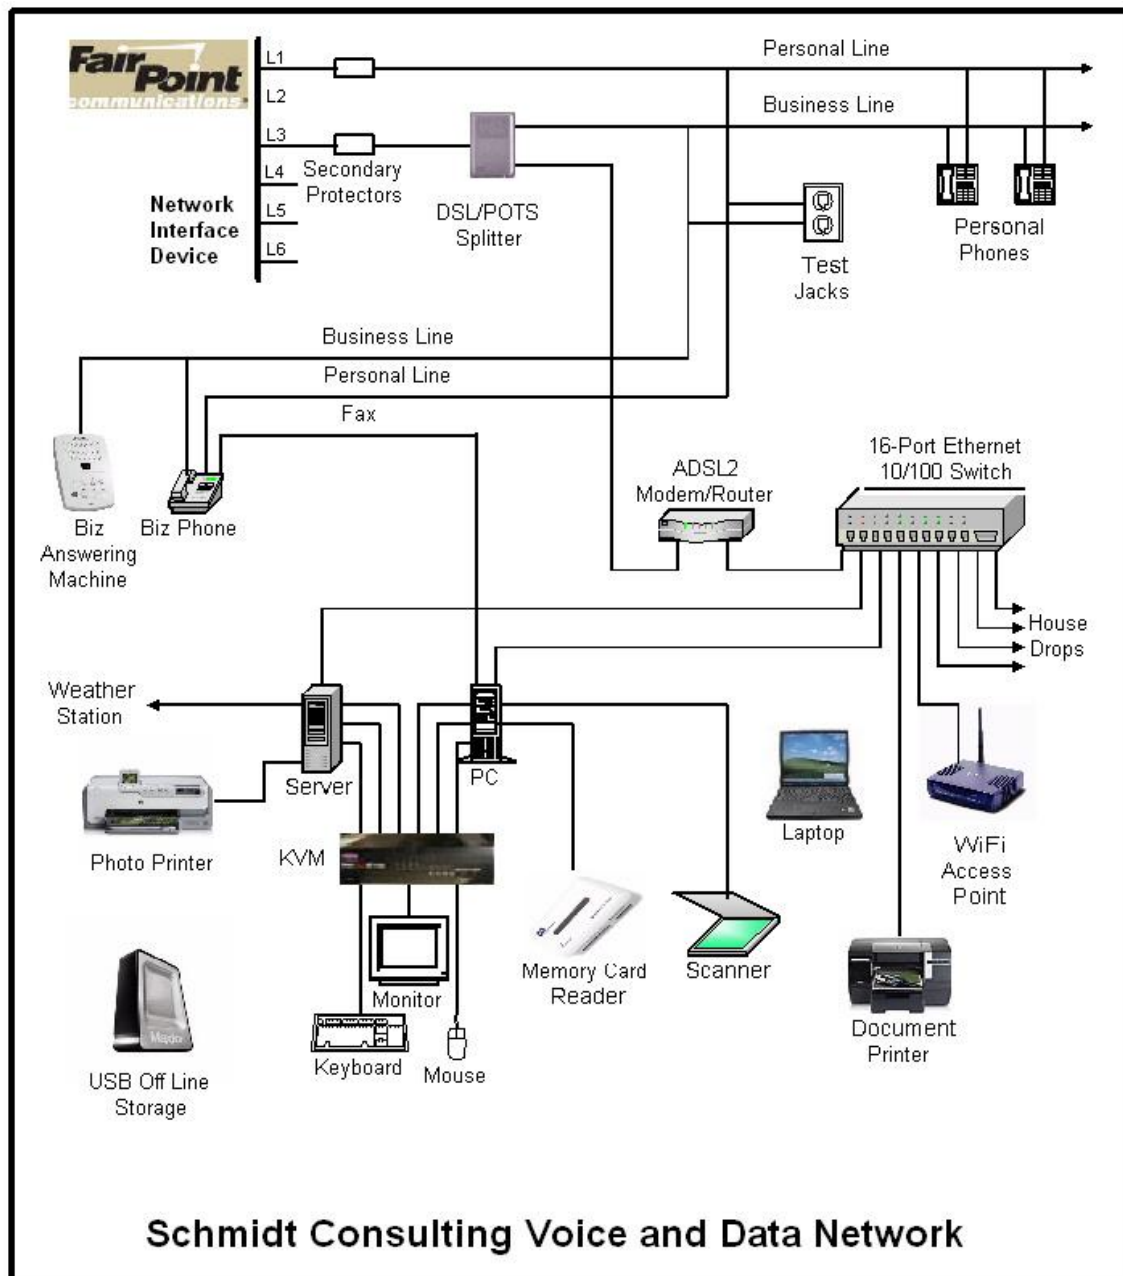 FairPoint
communications
L1
L2
L3
L4
L5
L6
Network
Interface
Device
Secondary
Protectors
DSL/POTS
Splitter
Personal Line
Business Line
Test
Jacks
Personal
Phones
Business Line
Personal Line
Fax
Biz
Answering
Machine
Biz Phone
ADSL2
Modem/Router
16-Port Ethernet
10/100 Switch
House
Drops
Weather
Station
Server
PC
Photo Printer
KVM
Laptop
WiFi
Access
Point
Monitor
Memory Card
Reader
Scanner
Document
Printer
Keyboard
Mouse
Maxtor
USB Off Line
Storage
Schmidt Consulting Voice and Data Network